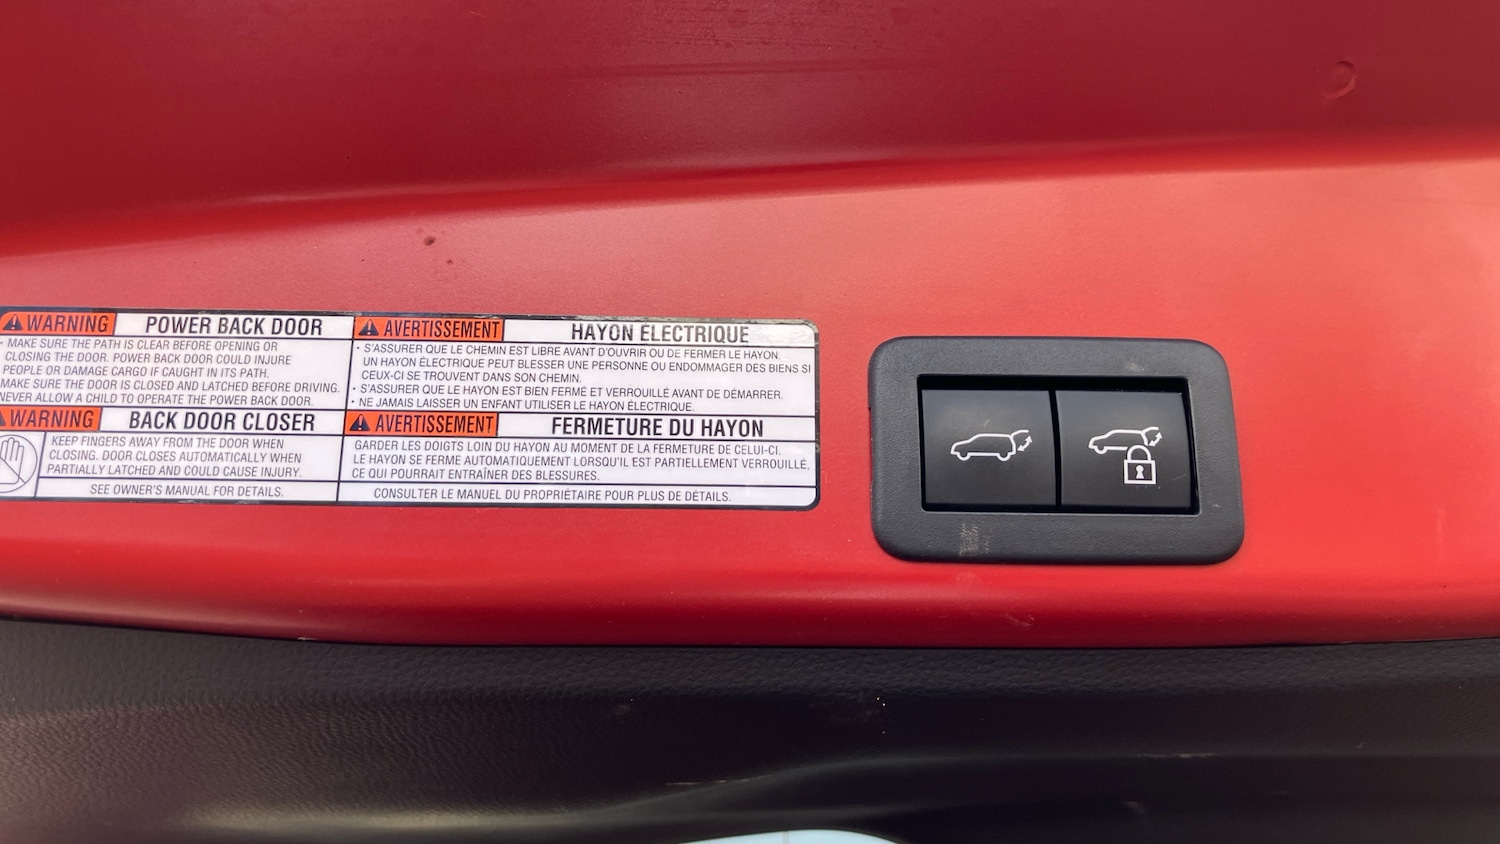 WARNING POWER BACK DOOR
• MAKE SURE THE PATH IS CLEAR BEFORE OPENING OR
CLOSING THE DOOR. POWER BACK DOOR COULD INJURE
PEOPLE OR DAMAGE CARGO IF CAUGHT IN ITS PATH.
MAKE SURE THE DOOR IS CLOSED AND LATCHED BEFORE DRIVING.
NEVER ALLOW A CHILD TO OPERATE THE POWER BACK DOOR.
WARNING BACK DOOR CLOSER
KEEP FINGERS AWAY FROM THE DOOR WHEN
CLOSING. DOOR CLOSES AUTOMATICALLY WHEN
PARTIALLY LATCHED AND COULD CAUSE INJURY.
SEE OWNER'S MANUAL FOR DETAILS.
AVERTISSEMENT HAYON ÉLECTRIQUE
• S'ASSURER QUE LE CHEMIN EST LIBRE AVANT D'OUVRIR OU DE FERMER LE HAYON.
UN HAYON ÉLECTRIQUE PEUT BLESSER UNE PERSONNE OU ENDOMMAGER DES BIENS SI
CEUX-CI SE TROUVENT DANS SON CHEMIN.
• S'ASSURER QUE LE HAYON EST BIEN FERMÉ ET VERROUILLÉ AVANT DE DÉMARRER.
• NE JAMAIS LAISSER UN ENFANT UTILISER LE HAYON ÉLECTRIQUE.
AVERTISSEMENT FERMETURE DU HAYON
GARDER LES DOIGTS LOIN DU HAYON AU MOMENT DE LA FERMETURE DE CELUI-CI.
LE HAYON SE FERME AUTOMATIQUEMENT LORSQU'IL EST PARTIELLEMENT VERROUILLÉ,
CE QUI POURRAIT ENTRAÎNER DES BLESSURES.
CONSULTER LE MANUEL DU PROPRIÉTAIRE POUR PLUS DE DÉTAILS.